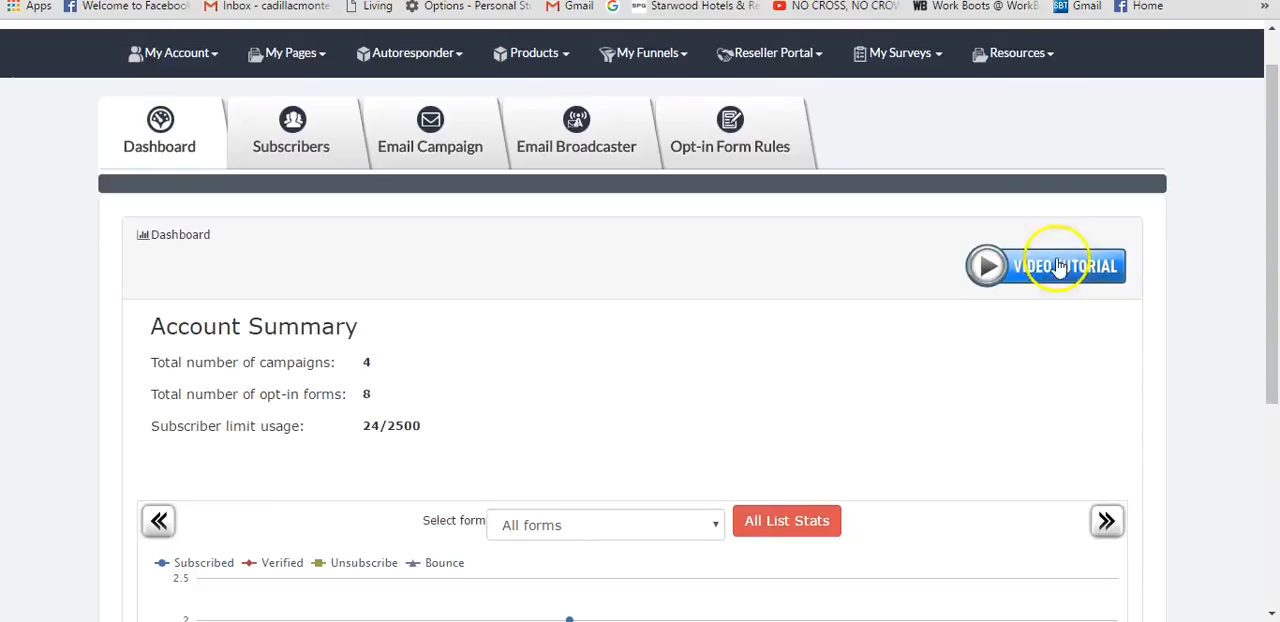 Apps Welcome to Facebook Inbox - cadillacmonte Living Options - Personal St Gmail Starwood Hotels & Re NO CROSS, NO CROW Work Boots @ WorkB SBT Gmail Home »
My Account My Pages Autoresponder Products My Funnels Reseller Portal My Surveys Resources
Dashboard Subscribers Email Campaign Email Broadcaster Opt-in Form Rules
Dashboard
VIDEO TUTORIAL
Account Summary
Total number of campaigns: 4
Total number of opt-in forms: 8
Subscriber limit usage: 24/2500
Select form All forms All List Stats
Subscribed Verified Unsubscribe Bounce
2.5
2